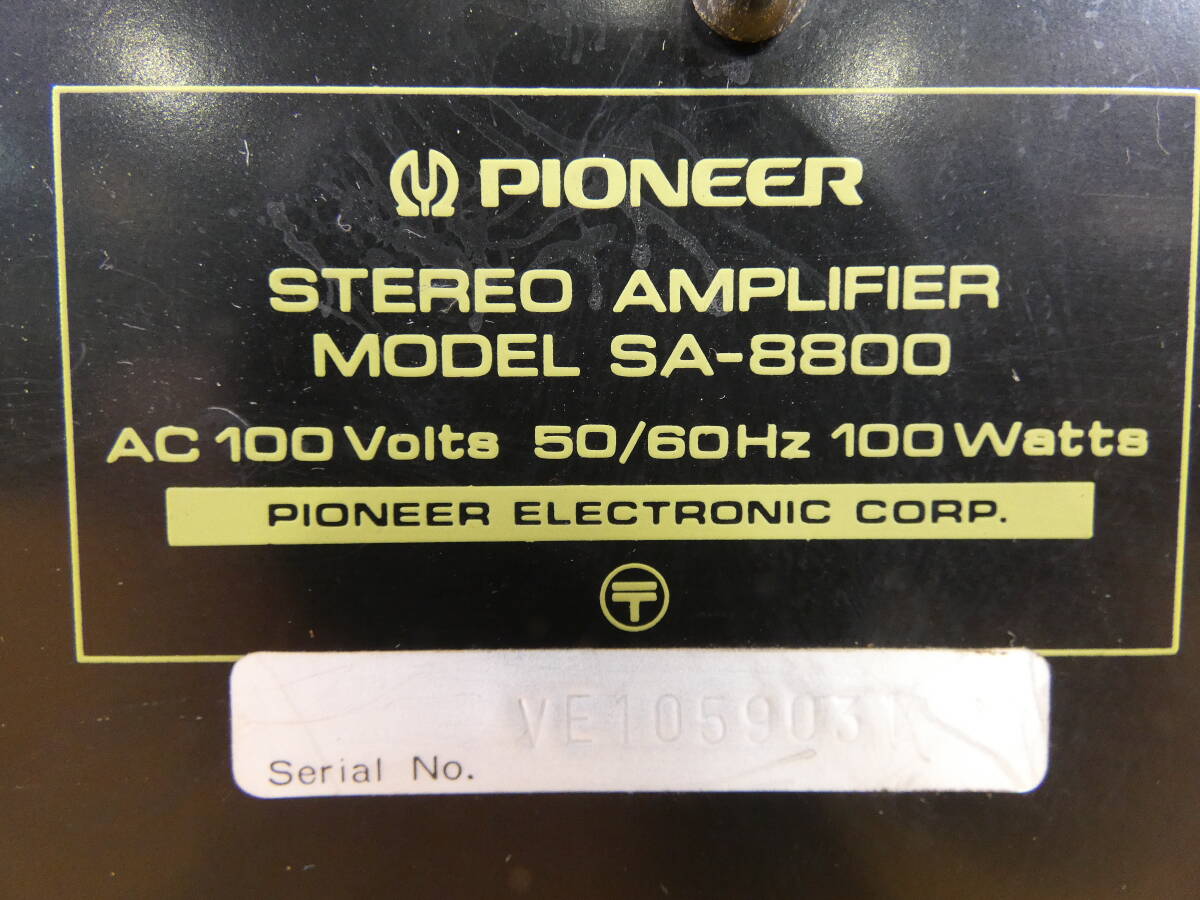 PIONEER
STEREO AMPLIFIER
MODEL SA-8800
AC 100 Volts 50/60Hz 100 Watts
PIONEER ELECTRONIC CORP.
VE1059031
Serial No.